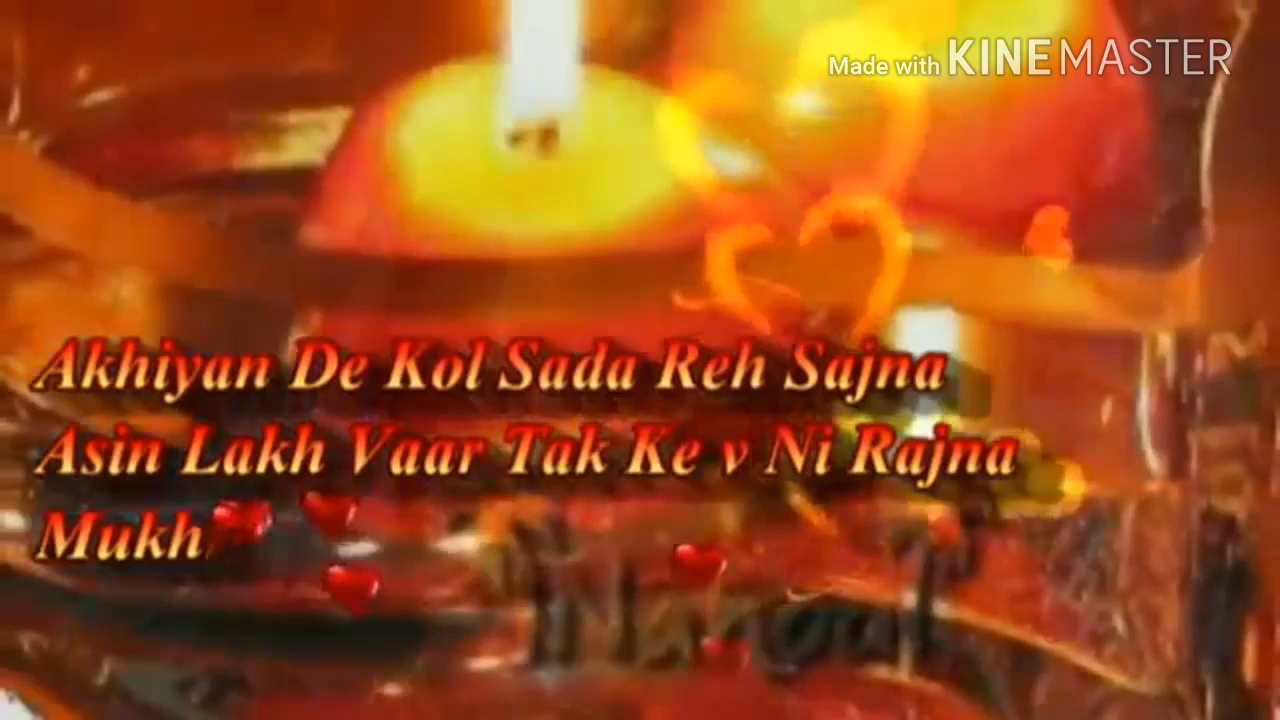 Made with KINEMASTER
Akhiyan De Kol Sada Reh Sajna
Asin Lakh Vaar Tak Ke v Ni Rajna
Mukh